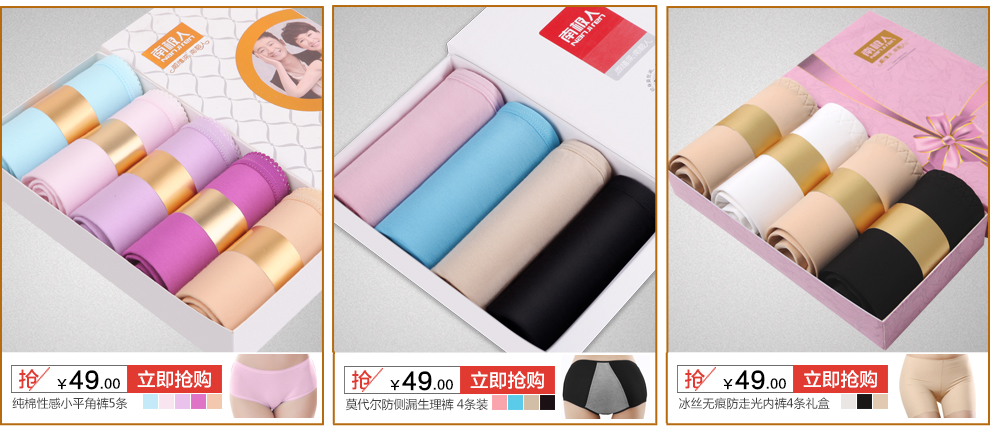 南极人
NanJiren
抢
¥49.00
立即抢购
纯棉性感小平角裤5条
南极人
NanJiren
抢
¥49.00
立即抢购
莫代尔防侧漏生理裤 4条装
南极人
NanJiren
抢
¥49.00
立即抢购
冰丝无痕防走光内裤4条礼盒